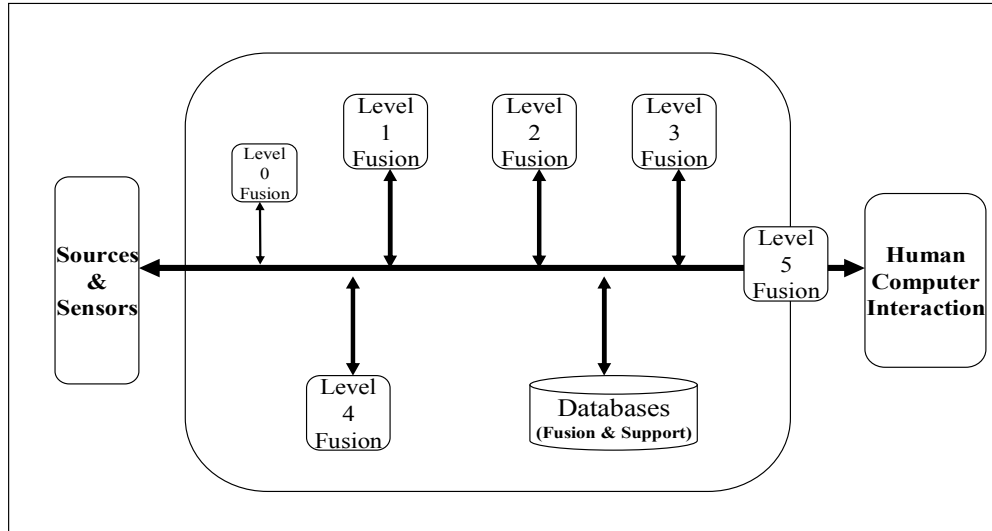 Level
0
Fusion
Level
1
Fusion
Level
2
Fusion
Level
3
Fusion
Sources
&
Sensors
Level
5
Fusion
Human
Computer
Interaction
Level
4
Fusion
Databases
(Fusion & Support)